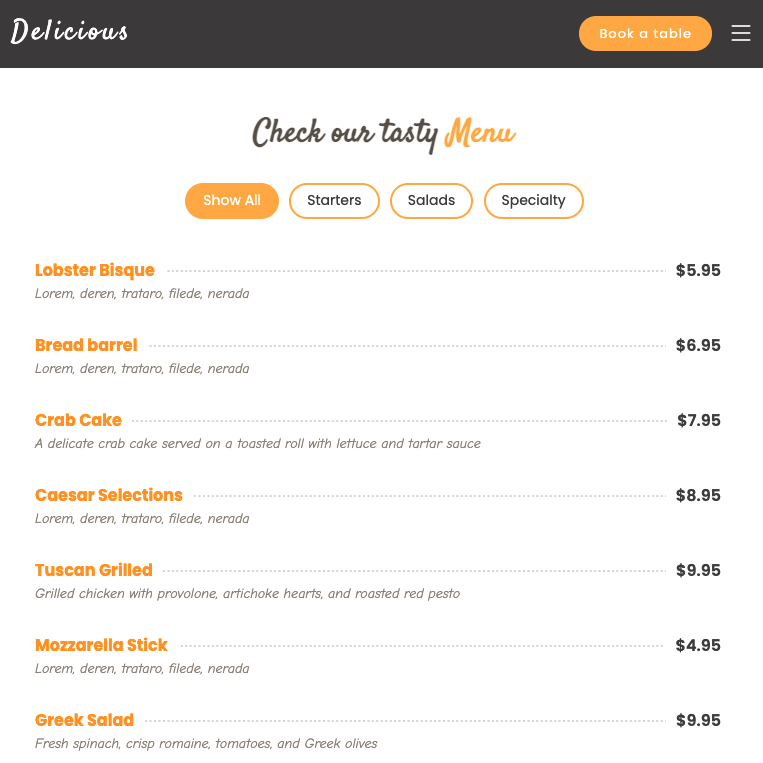 Delicious
Book a table
Check our tasty Menu
Show All Starters Salads Specialty
Lobster Bisque $5.95
Lorem, deren, trataro, filede, nerada
Bread barrel $6.95
Lorem, deren, trataro, filede, nerada
Crab Cake $7.95
A delicate crab cake served on a toasted roll with lettuce and tartar sauce
Caesar Selections $8.95
Lorem, deren, trataro, filede, nerada
Tuscan Grilled $9.95
Grilled chicken with provolone, artichoke hearts, and roasted red pesto
Mozzarella Stick $4.95
Lorem, deren, trataro, filede, nerada
Greek Salad $9.95
Fresh spinach, crisp romaine, tomatoes, and Greek olives